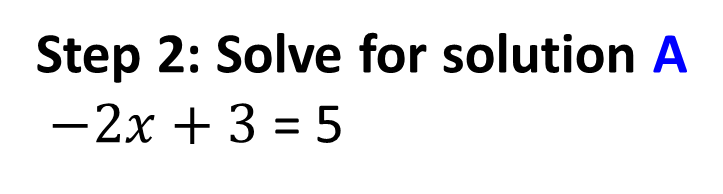 Step 2: Solve for solution A
−2x + 3 = 5